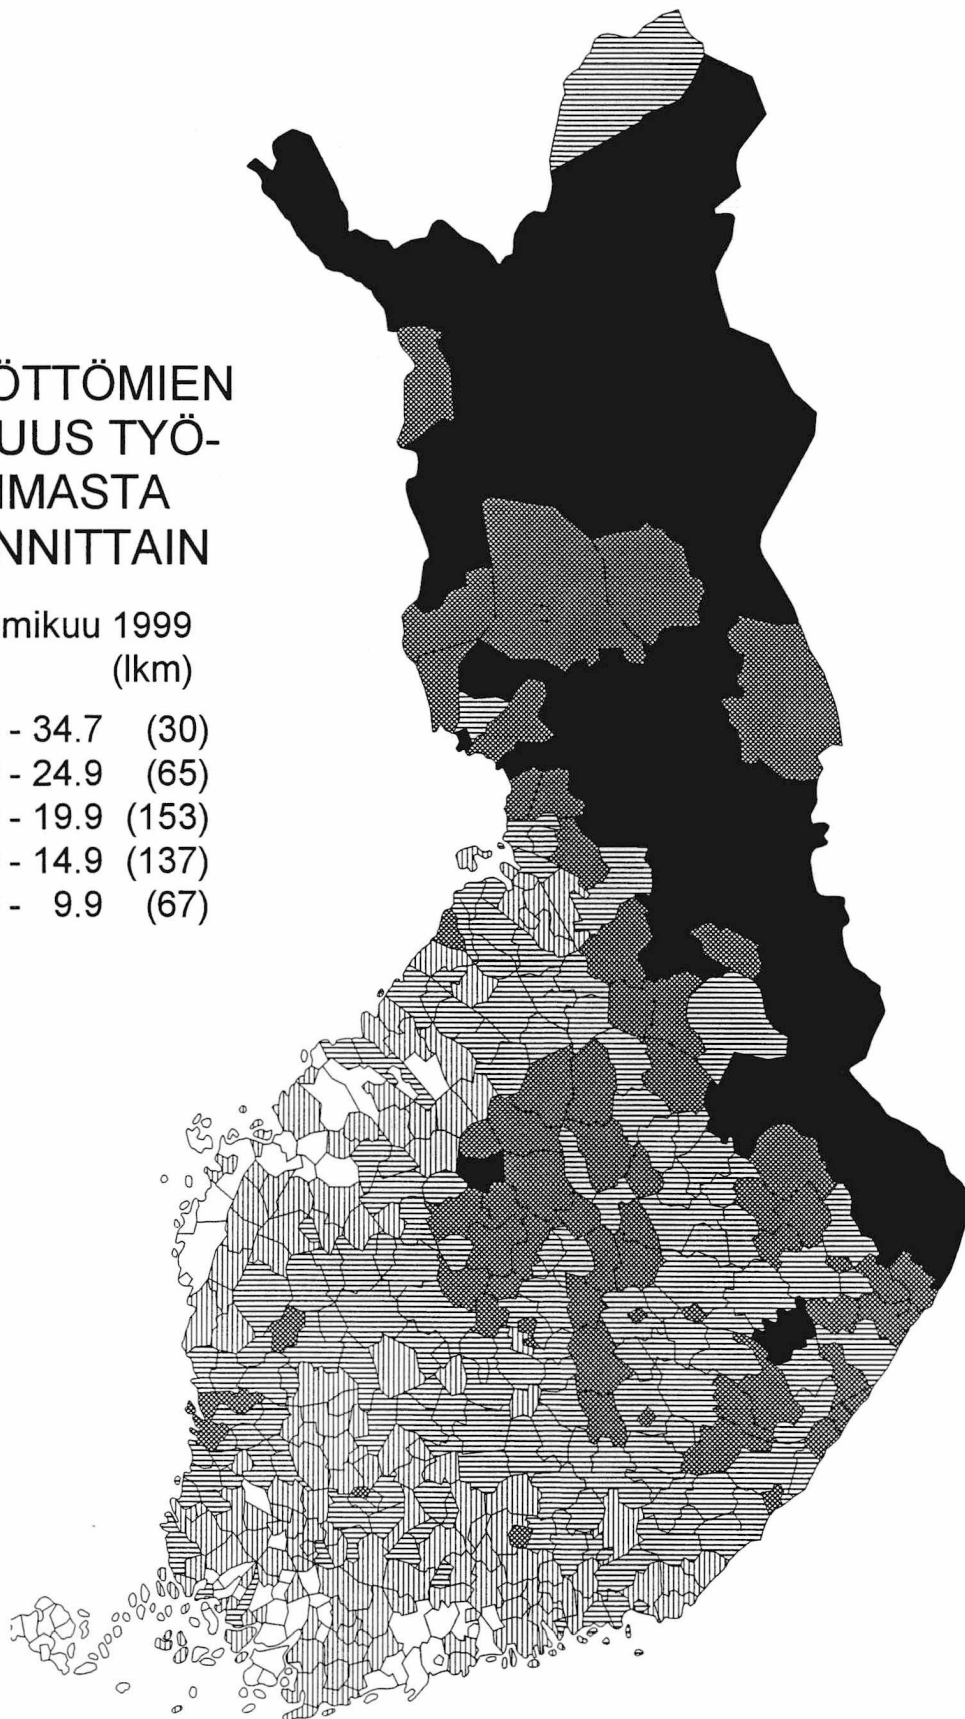 ÖTTÖMIEN
UUS TYÖ-
IMASTA
NNITTAIN
mikuu 1999
(lkm)
- 34.7 (30)
- 24.9 (65)
- 19.9 (153)
- 14.9 (137)
- 9.9 (67)